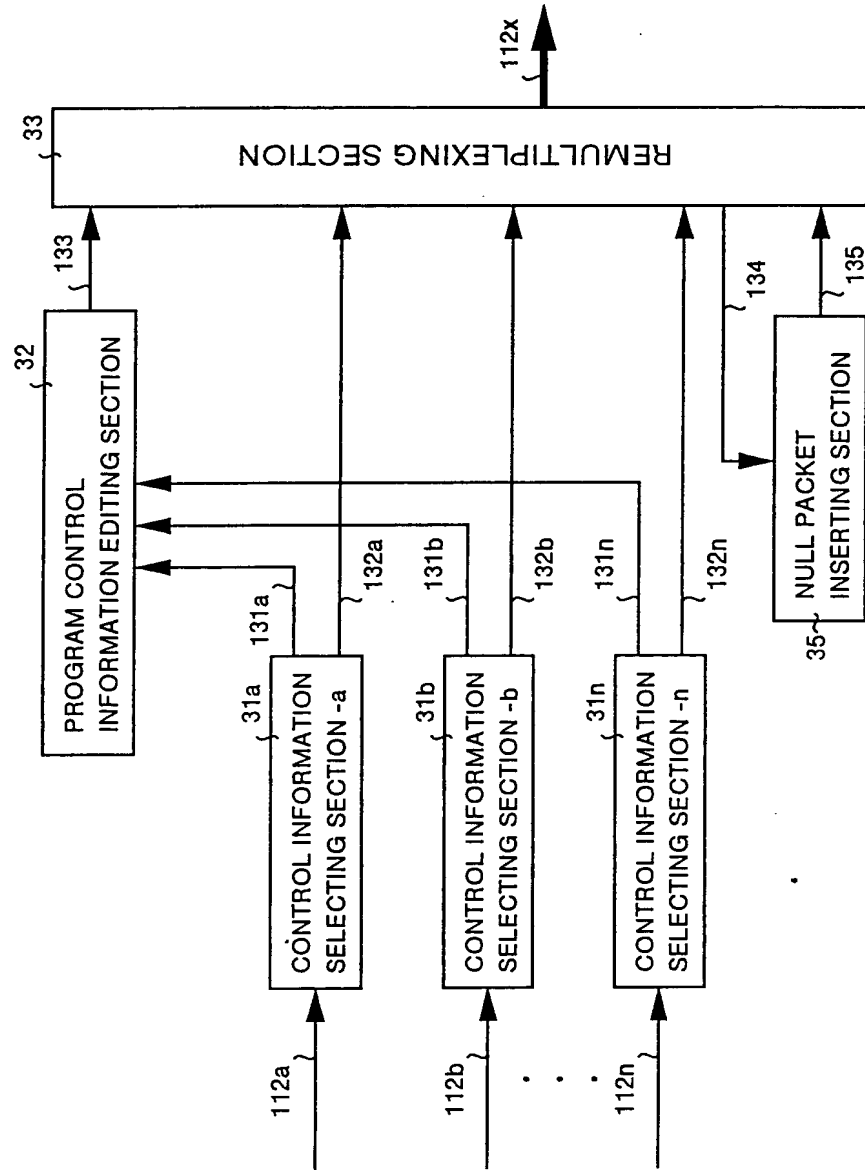 32
PROGRAM CONTROL
INFORMATION EDITING SECTION
133
33
REMULTIPLEXING SECTION
112x
112a
31a
CONTROL INFORMATION
SELECTING SECTION -a
131a
132a
112b
31b
CONTROL INFORMATION
SELECTING SECTION -b
131b
132b
112n
31n
CONTROL INFORMATION
SELECTING SECTION -n
131n
132n
134
35
NULL PACKET
INSERTING SECTION
135